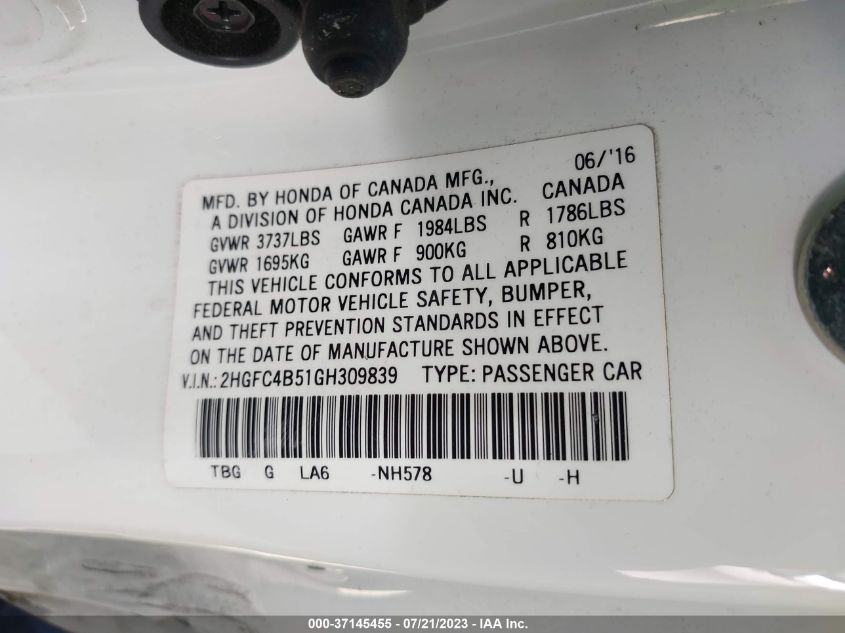 06/'16
MFD. BY HONDA OF CANADA MFG., CANADA
A DIVISION OF HONDA CANADA INC.
GVWR 3737LBS GAWR F 1984LBS R 1786LBS
GVWR 1695KG GAWR F 900KG R 810KG
THIS VEHICLE CONFORMS TO ALL APPLICABLE
FEDERAL MOTOR VEHICLE SAFETY, BUMPER,
AND THEFT PREVENTION STANDARDS IN EFFECT
ON THE DATE OF MANUFACTURE SHOWN ABOVE.
V.I.N.: 2HGFC4B51GH309839 TYPE: PASSENGER CAR
TBG G LA6 -NH578 -U -H
000-37145455 - 07/21/2023 - IAA Inc.